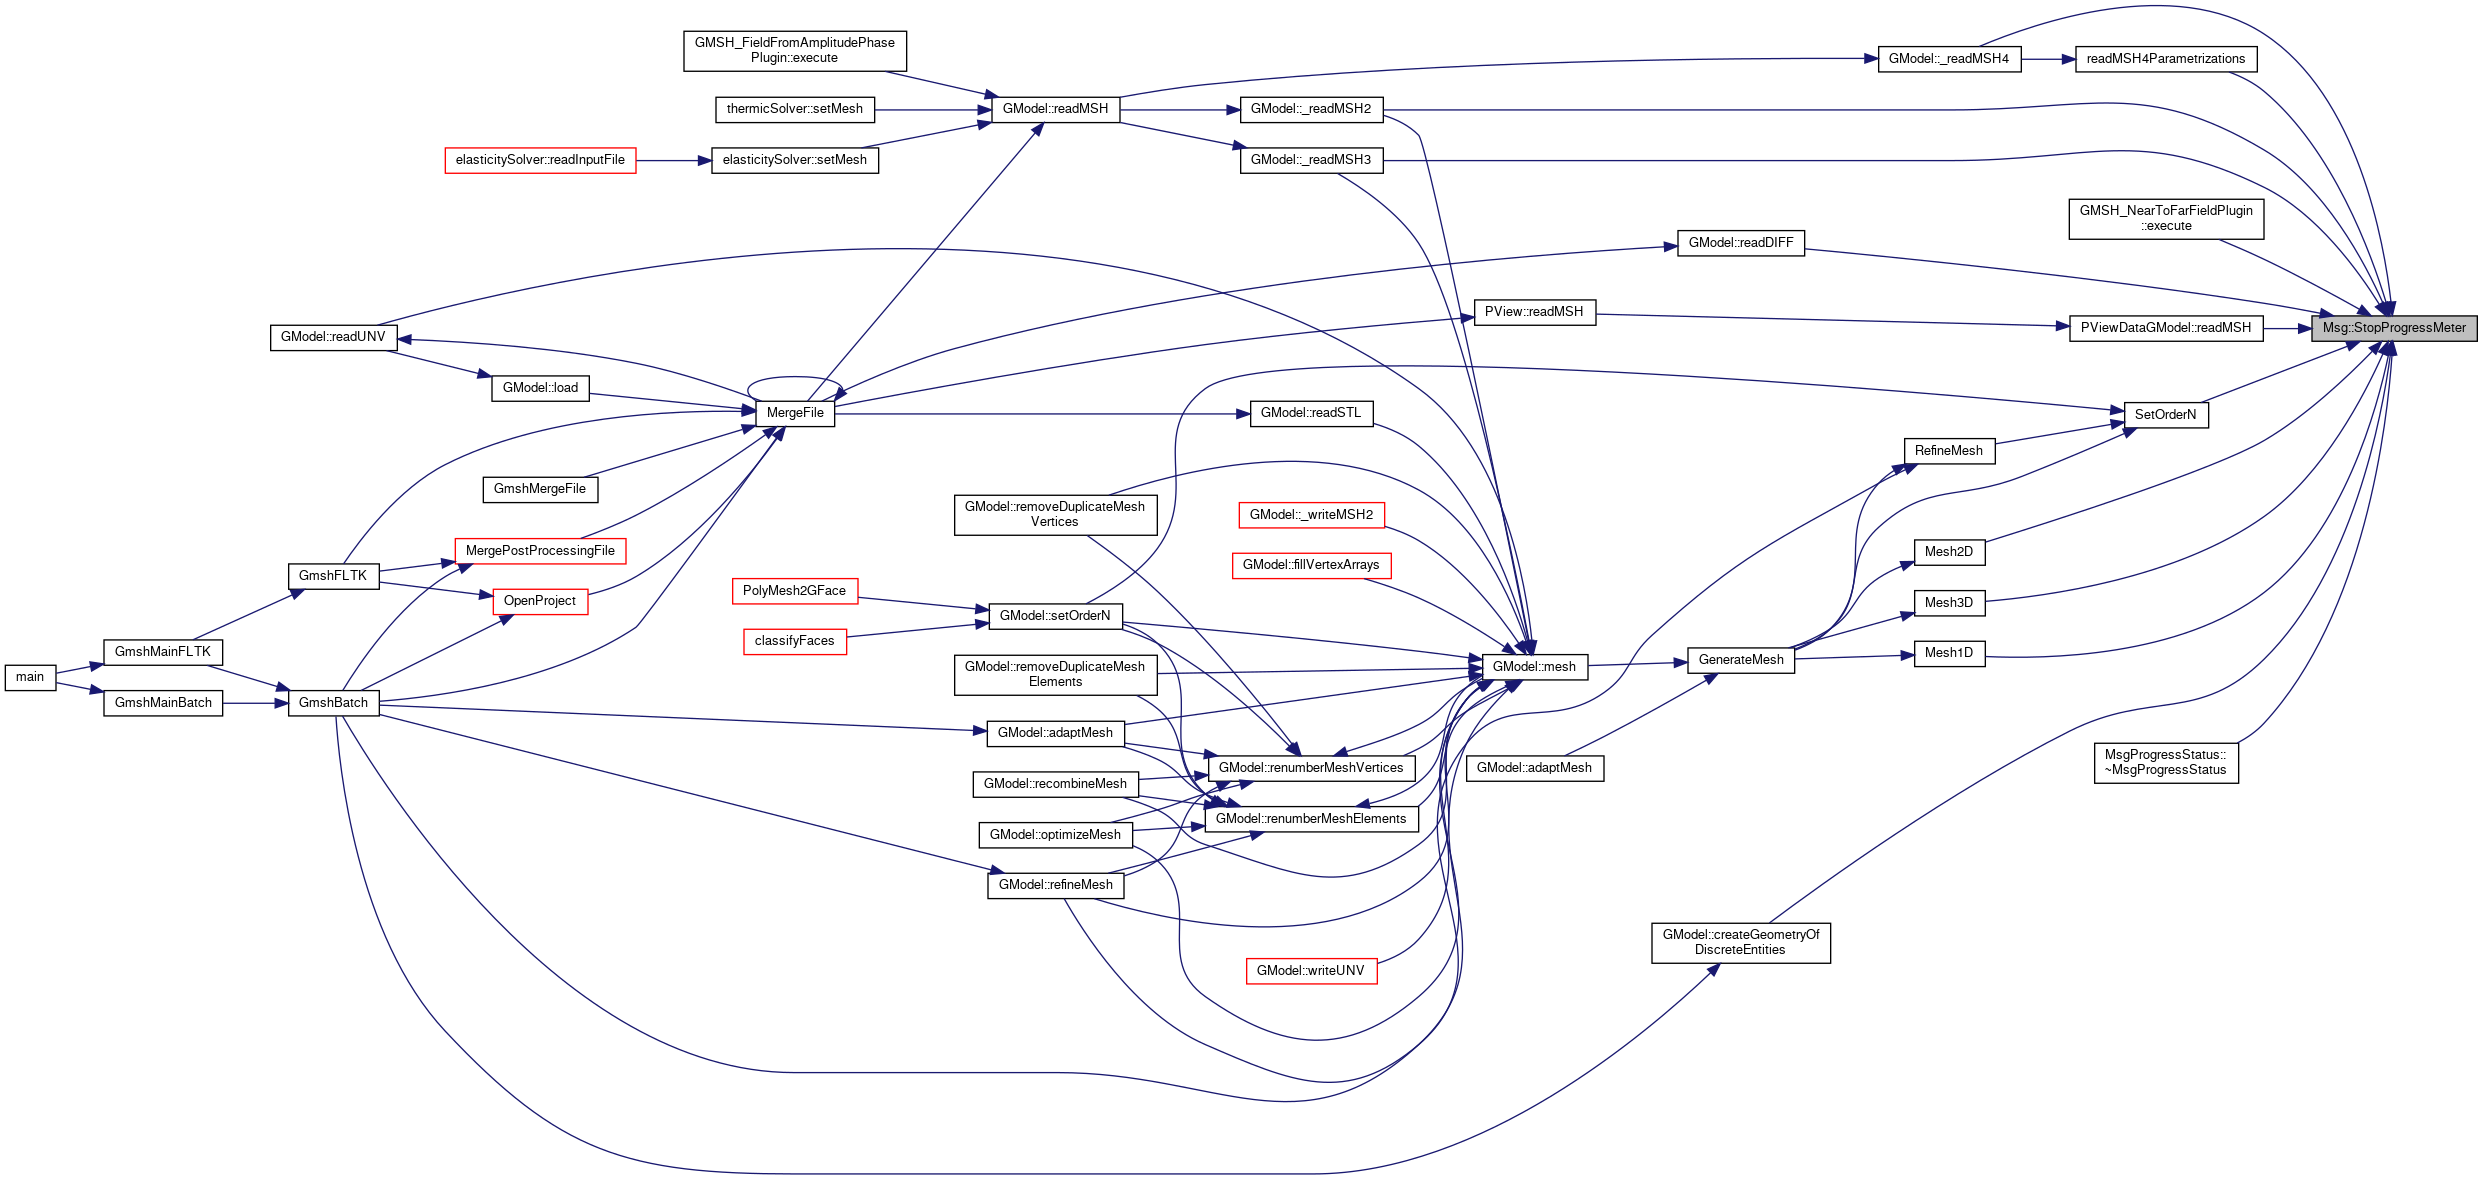 GMSH_FieldFromAmplitudePhase
Plugin::execute
GModel::_readMSH4
readMSH4Parametrizations
thermicSolver::setMesh
GModel::readMSH
GModel::_readMSH2
elasticitySolver::readInputFile
elasticitySolver::setMesh
GModel::_readMSH3
GMSH_NearToFarFieldPlugin
::execute
GModel::readDIFF
PView::readMSH
PViewDataGModel::readMSH
Msg::StopProgressMeter
GModel::readUNV
GModel::load
MergeFile
GModel::readSTL
SetOrderN
RefineMesh
GmshMergeFile
GModel::removeDuplicateMesh
Vertices
GModel::_writeMSH2
MergePostProcessingFile
Mesh2D
GModel::fillVertexArrays
GmshFLTK
PolyMesh2GFace
OpenProject
Mesh3D
GModel::setOrderN
classifyFaces
GmshMainFLTK
Mesh1D
GenerateMesh
GModel::mesh
GModel::removeDuplicateMesh
Elements
main
GmshMainBatch
GmshBatch
GModel::adaptMesh
GModel::renumberMeshVertices
GModel::adaptMesh
MsgProgressStatus::
~MsgProgressStatus
GModel::recombineMesh
GModel::renumberMeshElements
GModel::optimizeMesh
GModel::refineMesh
GModel::createGeometryOf
DiscreteEntities
GModel::writeUNV